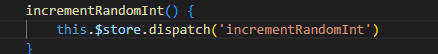 incrementRandomInt() {
this.$store.dispatch('incrementRandomInt')
}